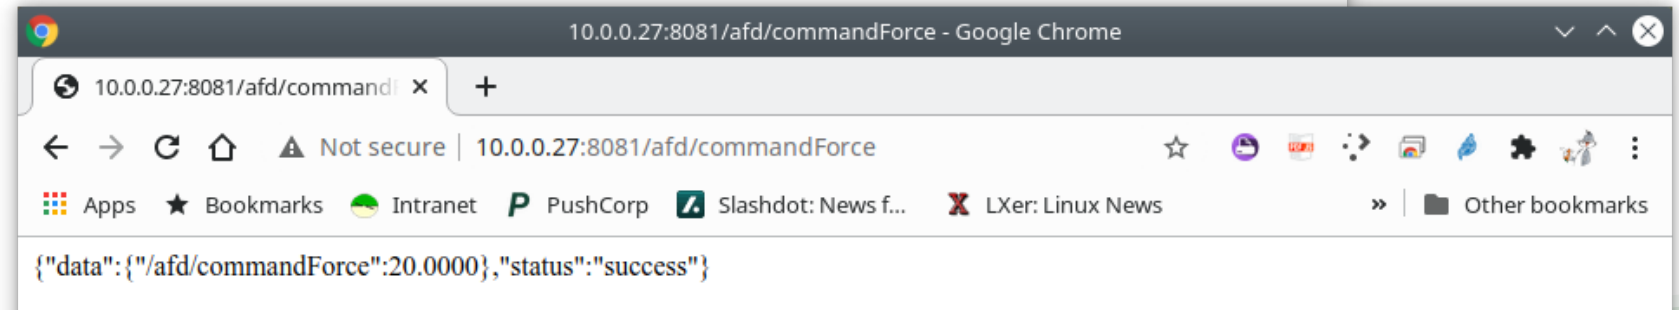 10.0.0.27:8081/afd/commandForce - Google Chrome
10.0.0.27:8081/afd/command
Not secure 10.0.0.27:8081/afd/commandForce
Apps Bookmarks Intranet PushCorp Slashdot: News f... LXer: Linux News » Other bookmarks
{"data":{"/afd/commandForce":20.0000},"status":"success"}